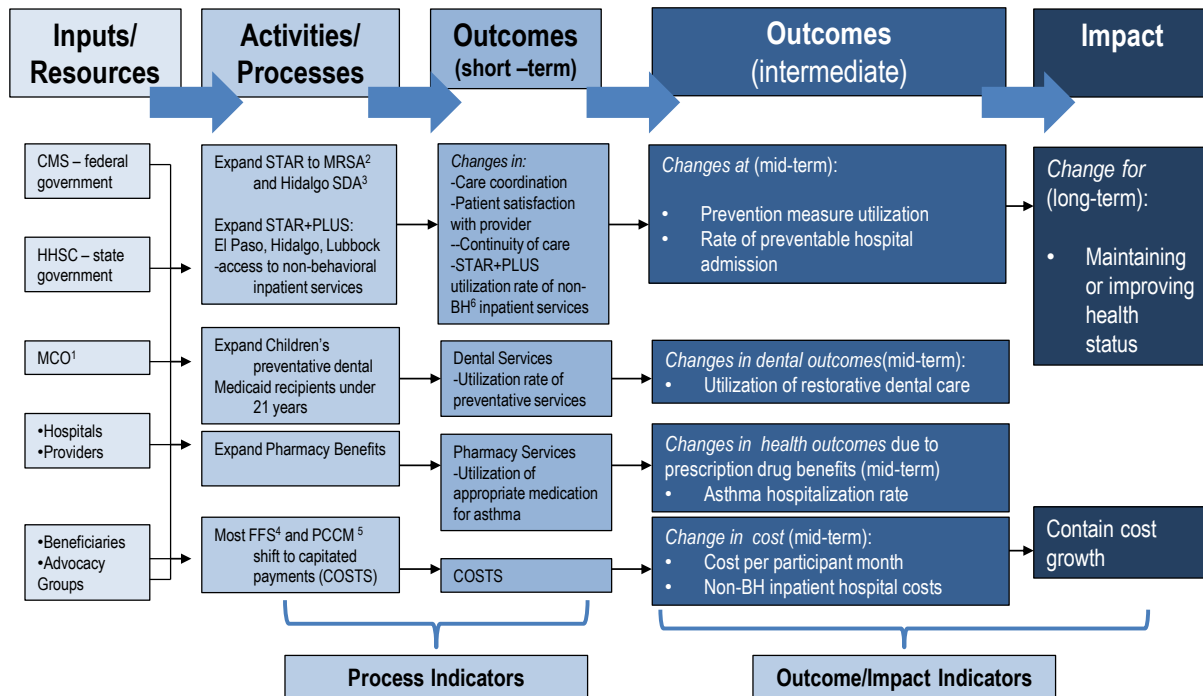 Inputs/
Resources
Activities/
Processes
Outcomes
(short –term)
Outcomes
(intermediate)
Impact
CMS – federal
government
HHSC – state
government
MCO¹
•Hospitals
•Providers
•Beneficiaries
•Advocacy
Groups
Expand STAR to MRSA²
and Hidalgo SDA³
Expand STAR+PLUS:
El Paso, Hidalgo, Lubbock
-access to non-behavioral
inpatient services
Expand Children's
preventative dental
Medicaid recipients under
21 years
Expand Pharmacy Benefits
Most FFS⁴ and PCCM ⁵
shift to capitated
payments (COSTS)
Changes in:
-Care coordination
-Patient satisfaction
with provider
--Continuity of care
-STAR+PLUS
utilization rate of non-
BH⁶ inpatient services
Dental Services
-Utilization rate of
preventative services
Pharmacy Services
-Utilization of
appropriate medication
for asthma
COSTS
Changes at (mid-term):
• Prevention measure utilization
• Rate of preventable hospital
admission
Changes in dental outcomes(mid-term):
• Utilization of restorative dental care
Changes in health outcomes due to
prescription drug benefits (mid-term)
• Asthma hospitalization rate
Change in cost (mid-term):
• Cost per participant month
• Non-BH inpatient hospital costs
Change for
(long-term):
• Maintaining
or improving
health
status
Contain cost
growth
Process Indicators
Outcome/Impact Indicators